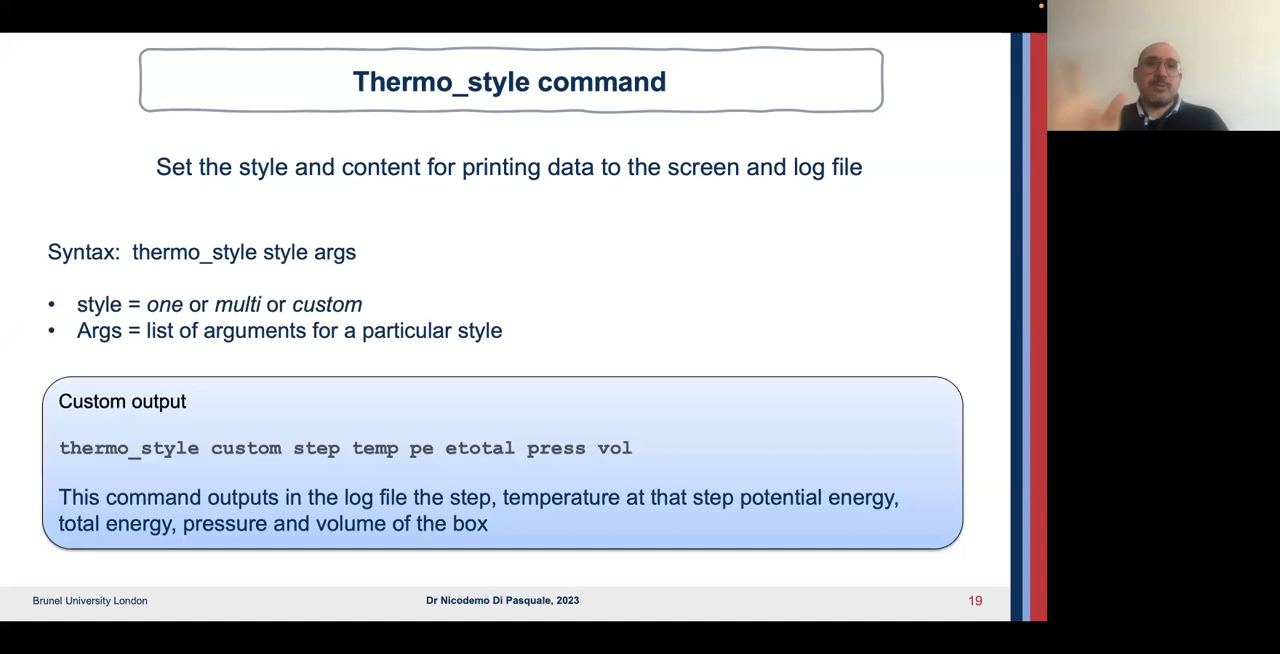 Thermo_style command
Set the style and content for printing data to the screen and log file
Syntax:  thermo_style style args
• style = one or multi or custom
• Args = list of arguments for a particular style
Custom output
thermo_style custom step temp pe etotal press vol
This command outputs in the log file the step, temperature at that step potential energy,
total energy, pressure and volume of the box
Brunel University London
Dr Nicodemo Di Pasquale, 2023
19